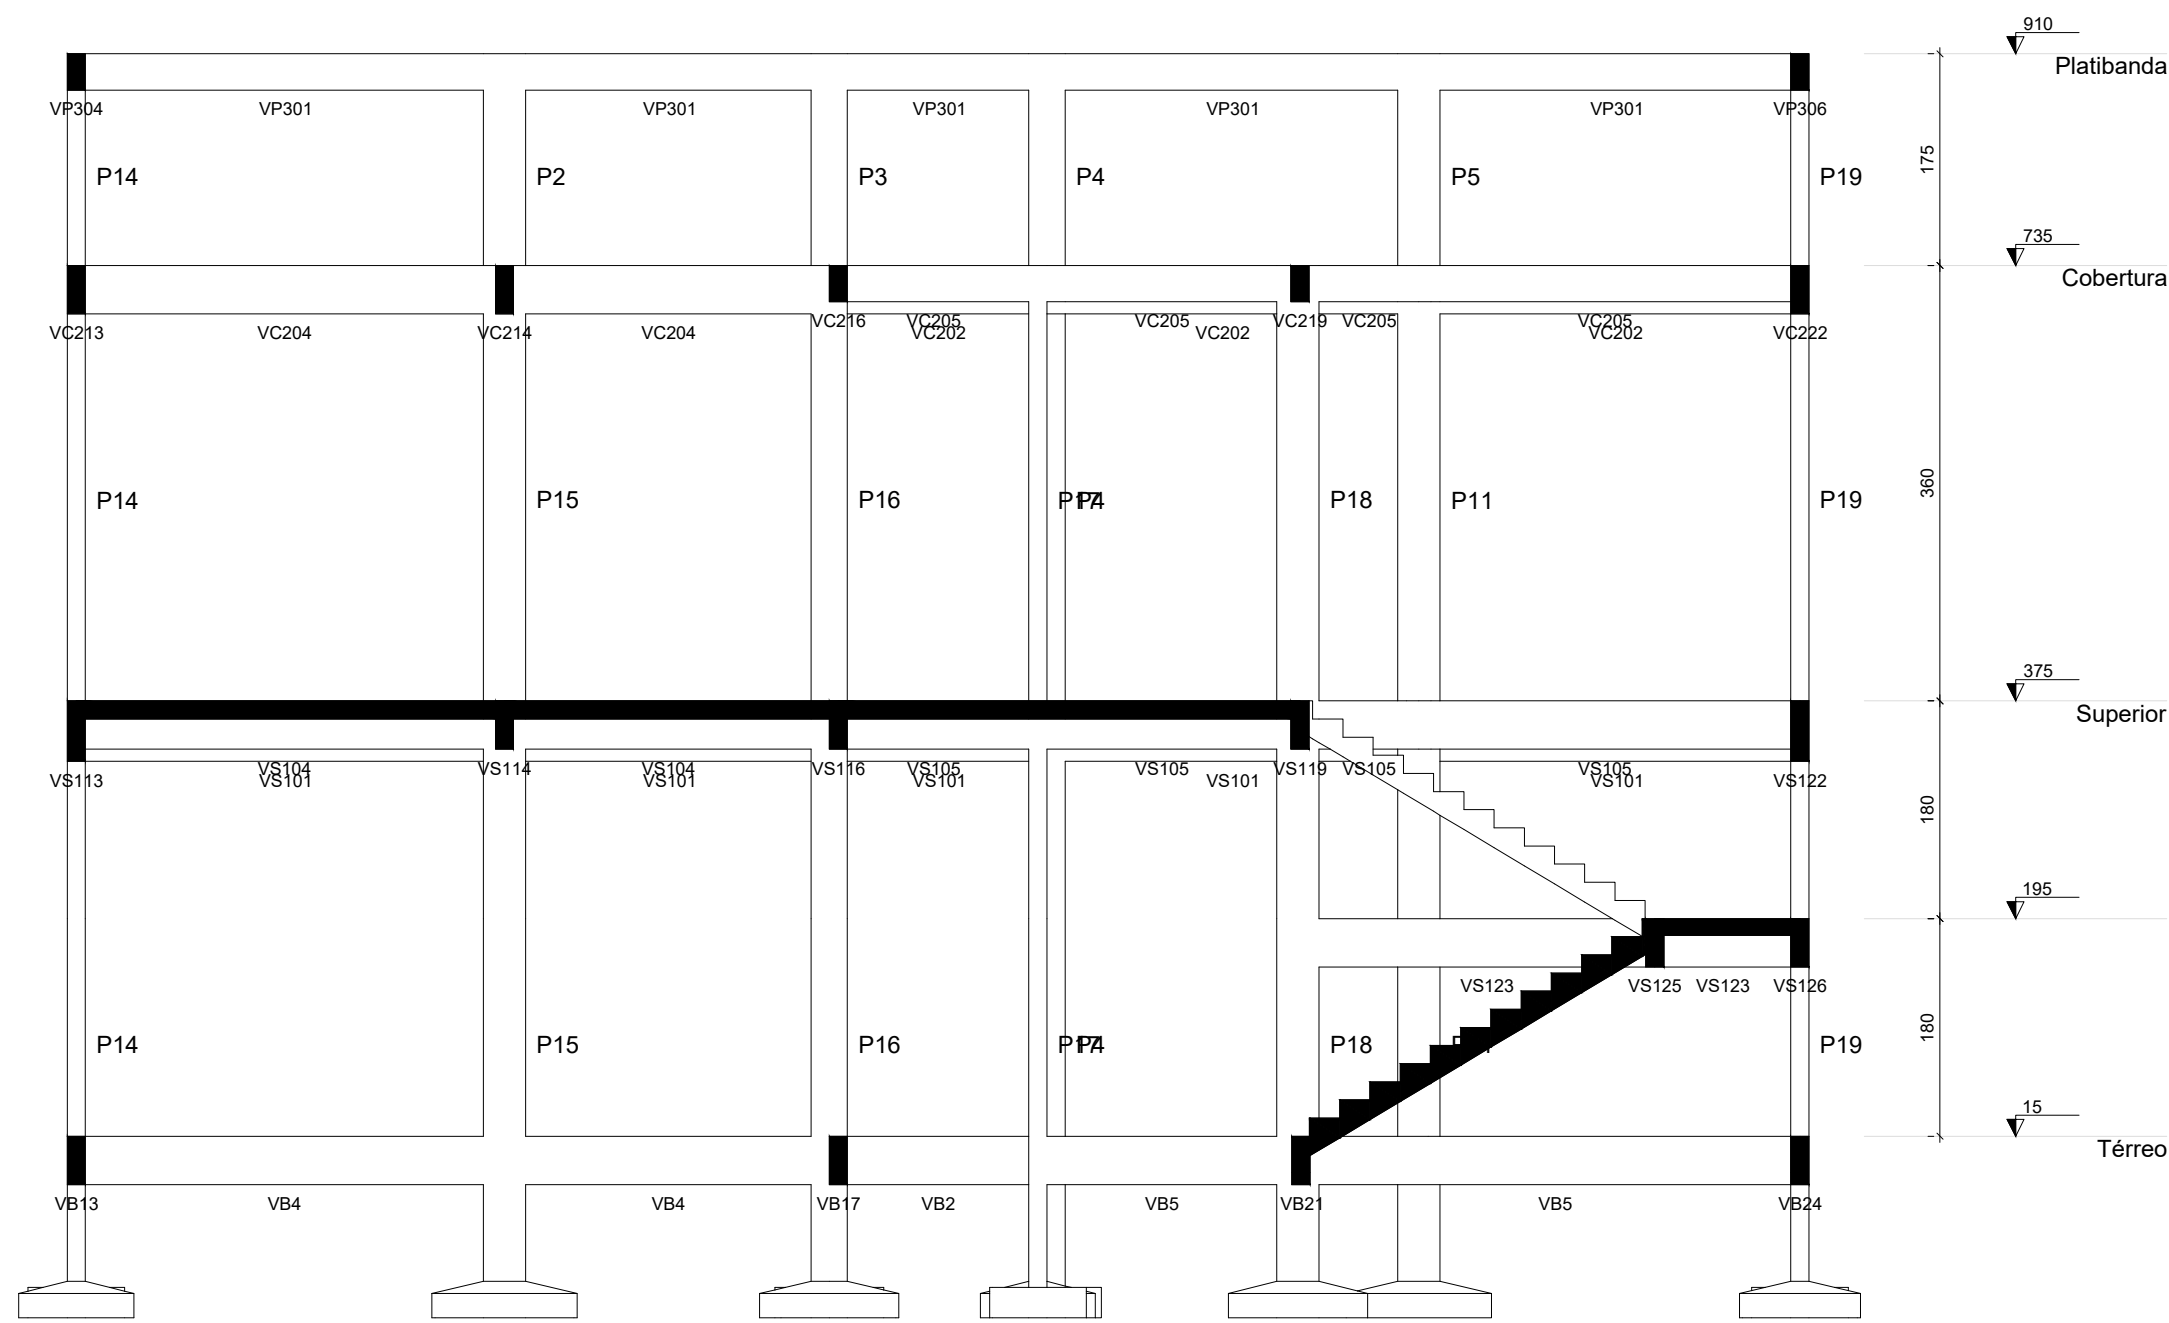 910
Platibanda
VP304 VP301 VP301 VP301 VP301 VP301 VP306
175
P14 P2 P3 P4 P5 P19
735
Cobertura
VC216 VC205 VC205 VC219 VC205 VC205
VC213 VC204 VC214 VC204 VC202 VC202 VC202 VC222
360
P14 P15 P16 P17 P4 P18 P11 P19
375
Superior
VS104 VS114 VS104 VS116 VS105 VS105 VS119 VS105 VS105
VS113 VS101 VS101 VS101 VS101 VS101 VS122
180
195
VS123 VS125 VS123 VS126
180
P14 P15 P16 P17 P4 P18 P19
15
Térreo
VB13 VB4 VB4 VB17 VB2 VB5 VB21 VB5 VB24